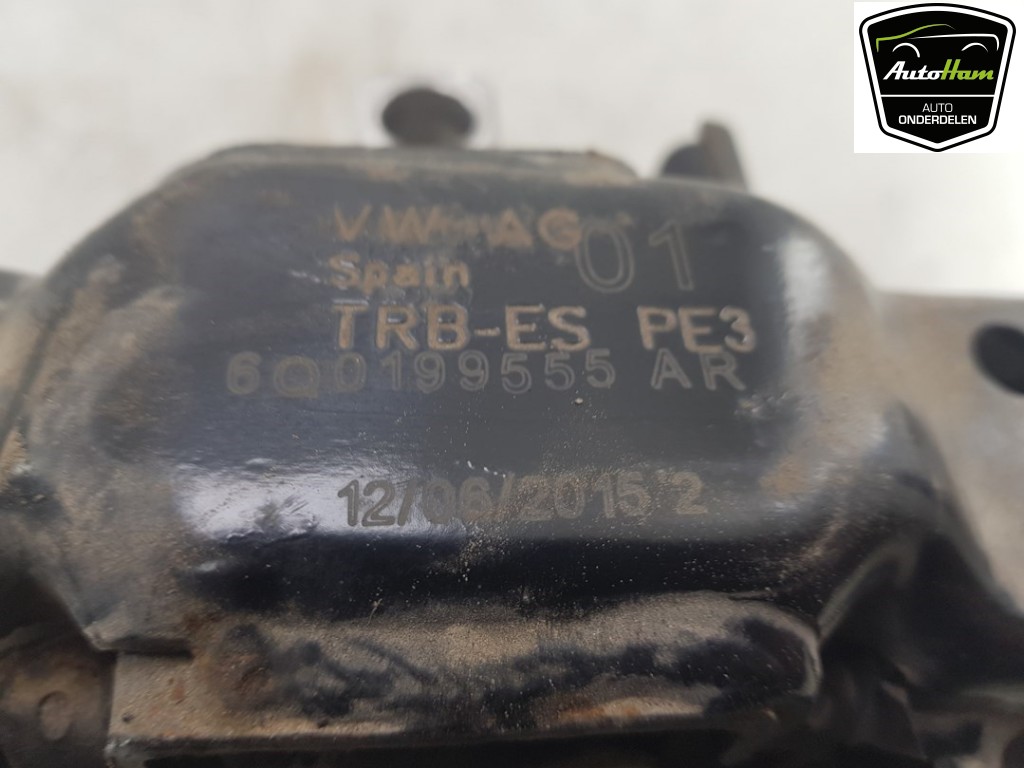 AutoHam
AUTO
ONDERDELEN
VW AG
01
Spain
TRB-ES PE3
6Q0199555 AR
12/06/2015 2